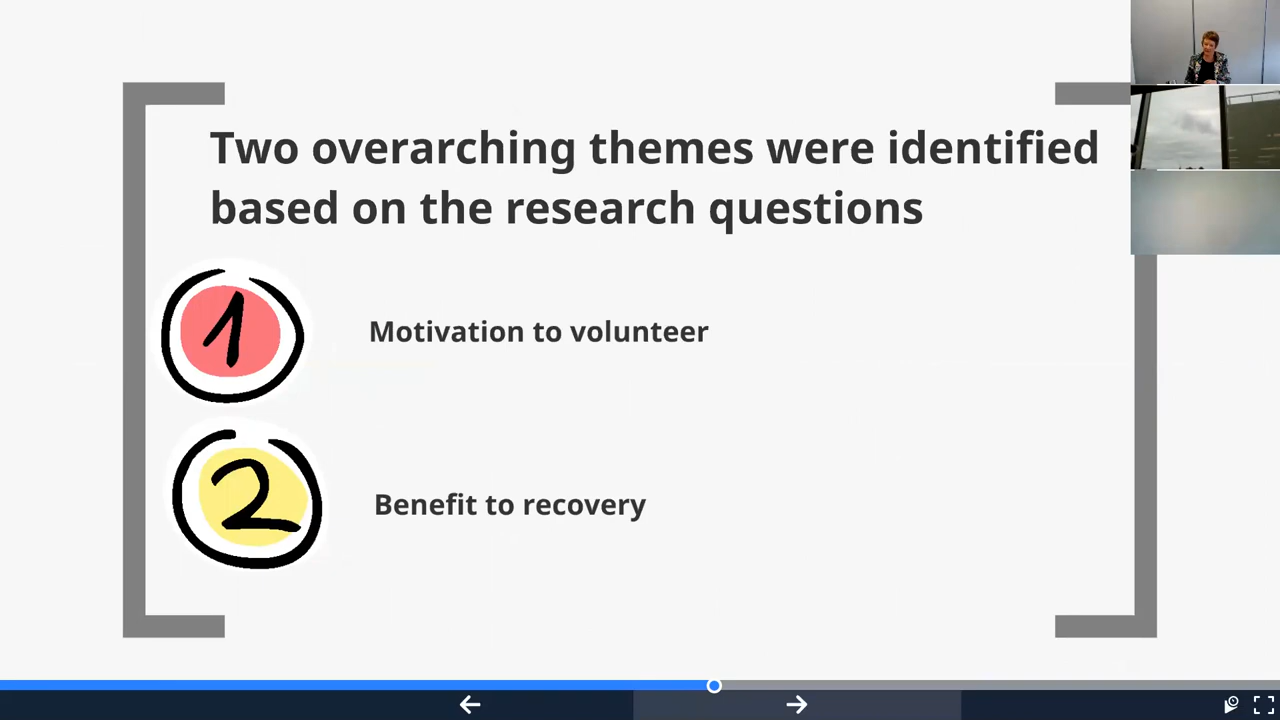 Two overarching themes were identified
based on the research questions
1
Motivation to volunteer
2
Benefit to recovery